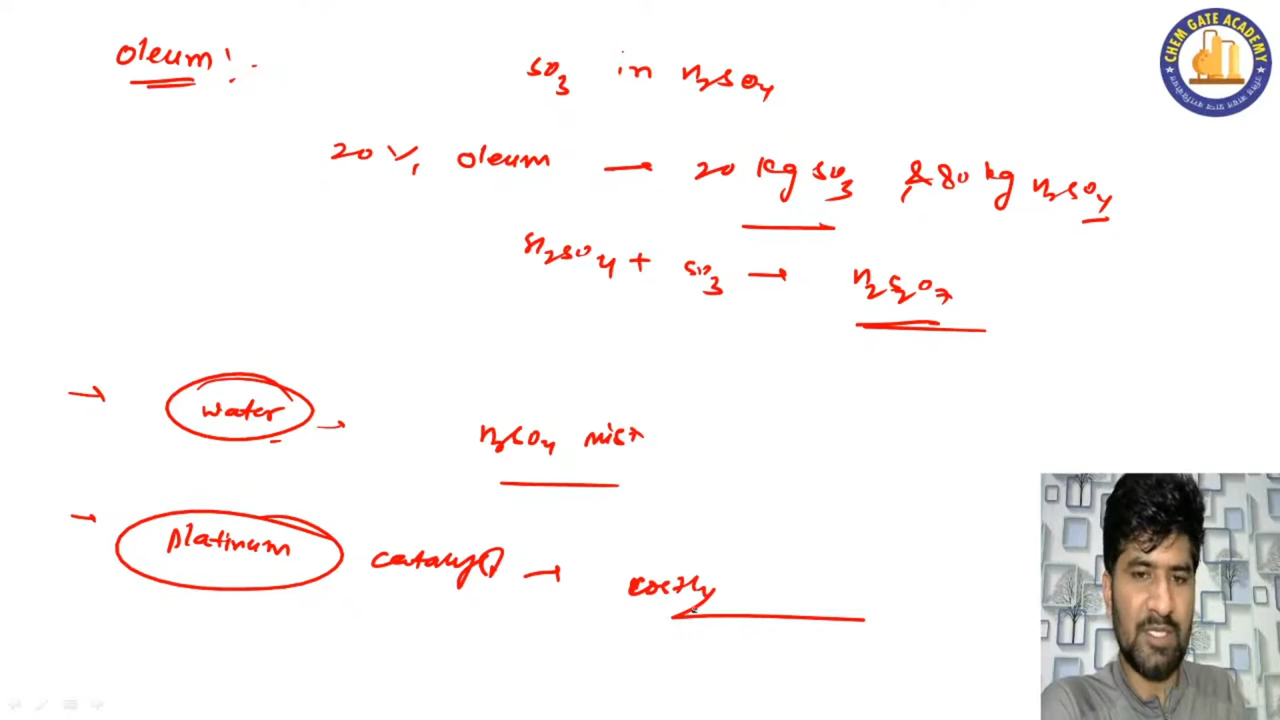 CHEM GATE ACADEMY
oleum :-
SO3 in H2SO4
20 % oleum → 20 kg SO3 & 80 kg H2SO4
H2SO4 + SO3 → H2S2O7
→ water → H2SO4 mist
→ platinum catalyst → costly